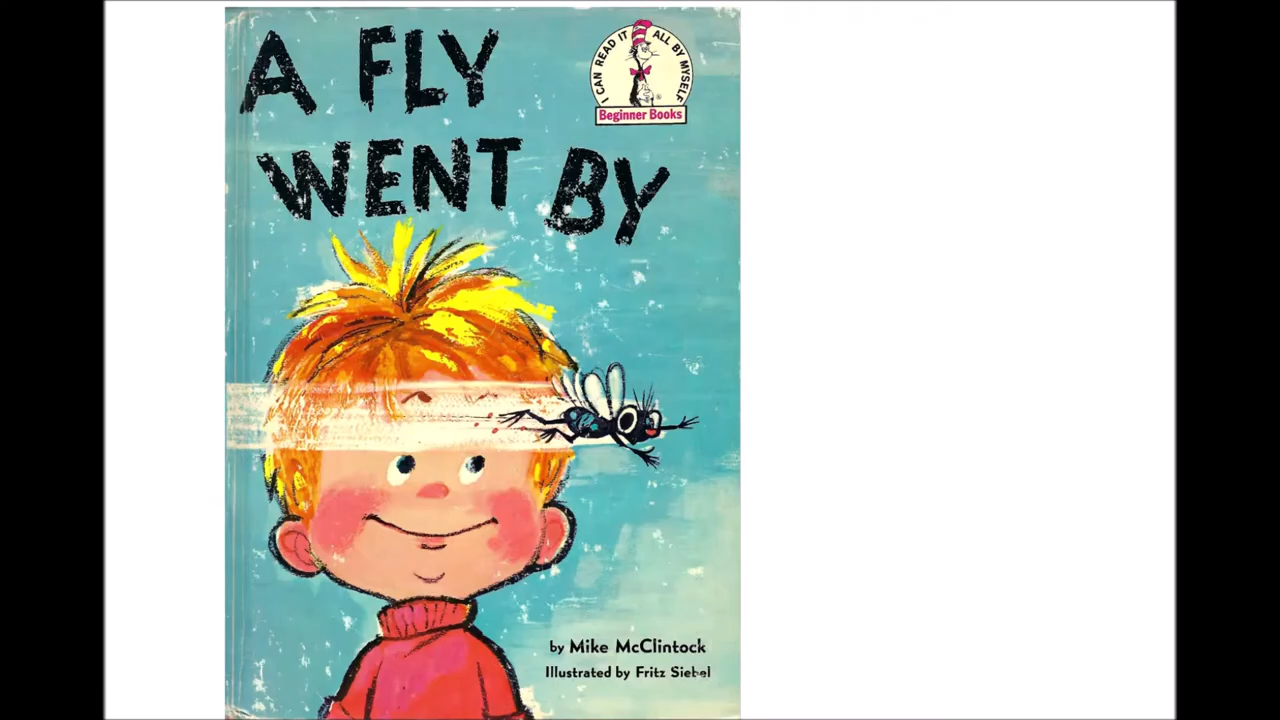 A FLY
WENT BY
I CAN READ IT ALL BY MYSELF
Beginner Books
by Mike McClintock
Illustrated by Fritz Siebel